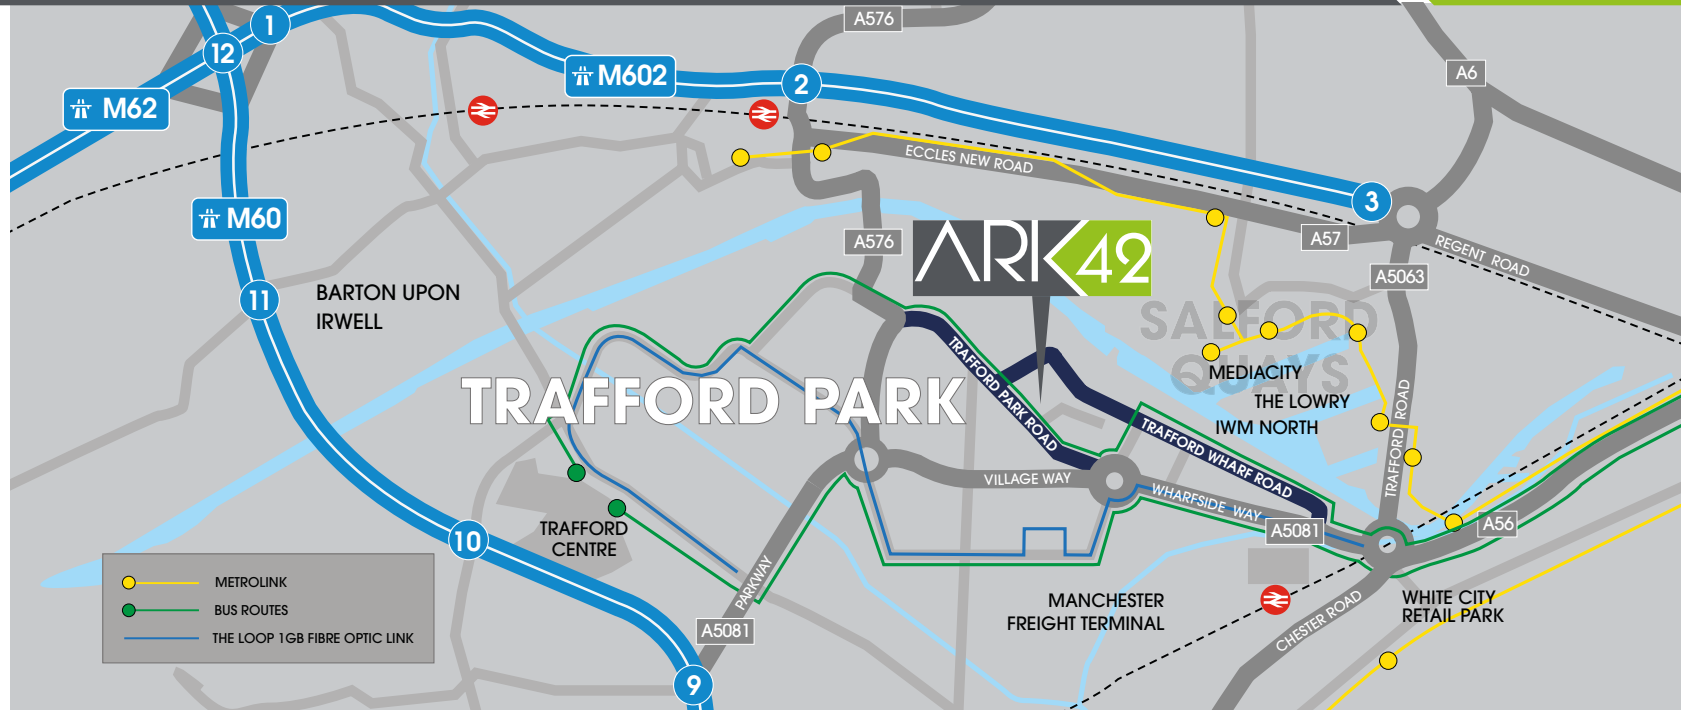 1
A576
12
M602
2
A6
M62
ECCLES NEW ROAD
3
M60
A576
ARK42
A57
REGENT ROAD
A5063
11
BARTON UPON
IRWELL
SALFORD
QUAYS
TRAFFORD PARK
TRAFFORD PARK ROAD
MEDIACITY
THE LOWRY
IWM NORTH
TRAFFORD ROAD
TRAFFORD WHARF ROAD
VILLAGE WAY
WHARFSIDE WAY
A5081
A56
TRAFFORD
CENTRE
10
METROLINK
BUS ROUTES
THE LOOP 1GB FIBRE OPTIC LINK
PARKWAY
A5081
MANCHESTER
FREIGHT TERMINAL
CHESTER ROAD
WHITE CITY
RETAIL PARK
9